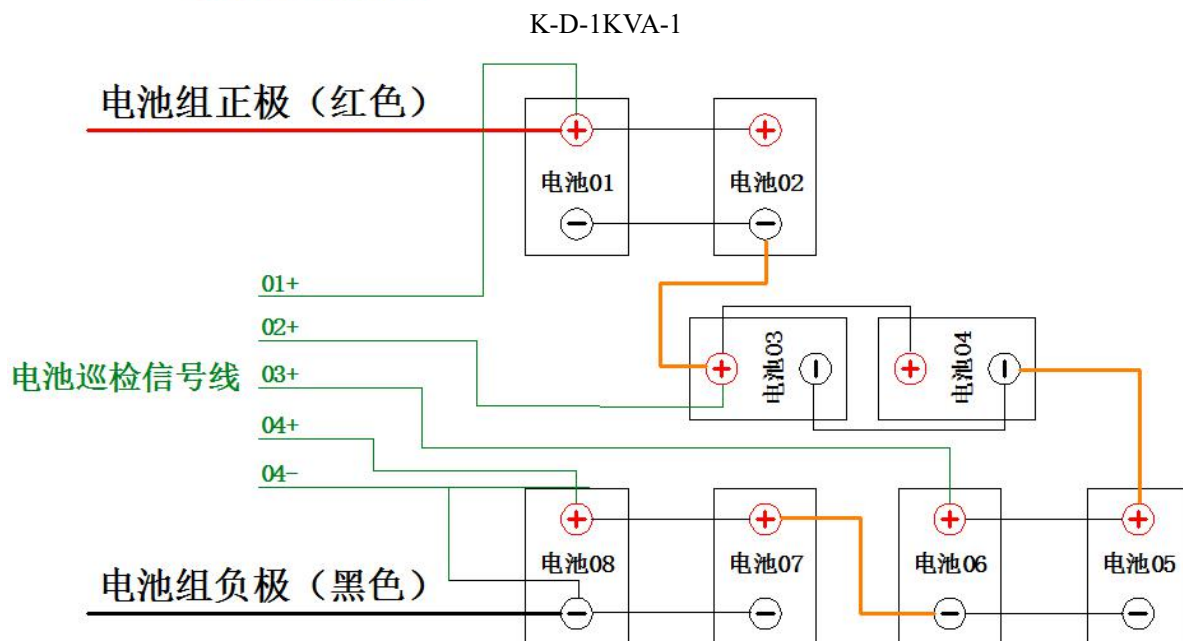 K-D-1KVA-1
电池组正极（红色）
电池01
电池02
01+
02+
电池巡检信号线
03+
04+
04-
电池03
电池04
电池组负极（黑色）
电池08
电池07
电池06
电池05